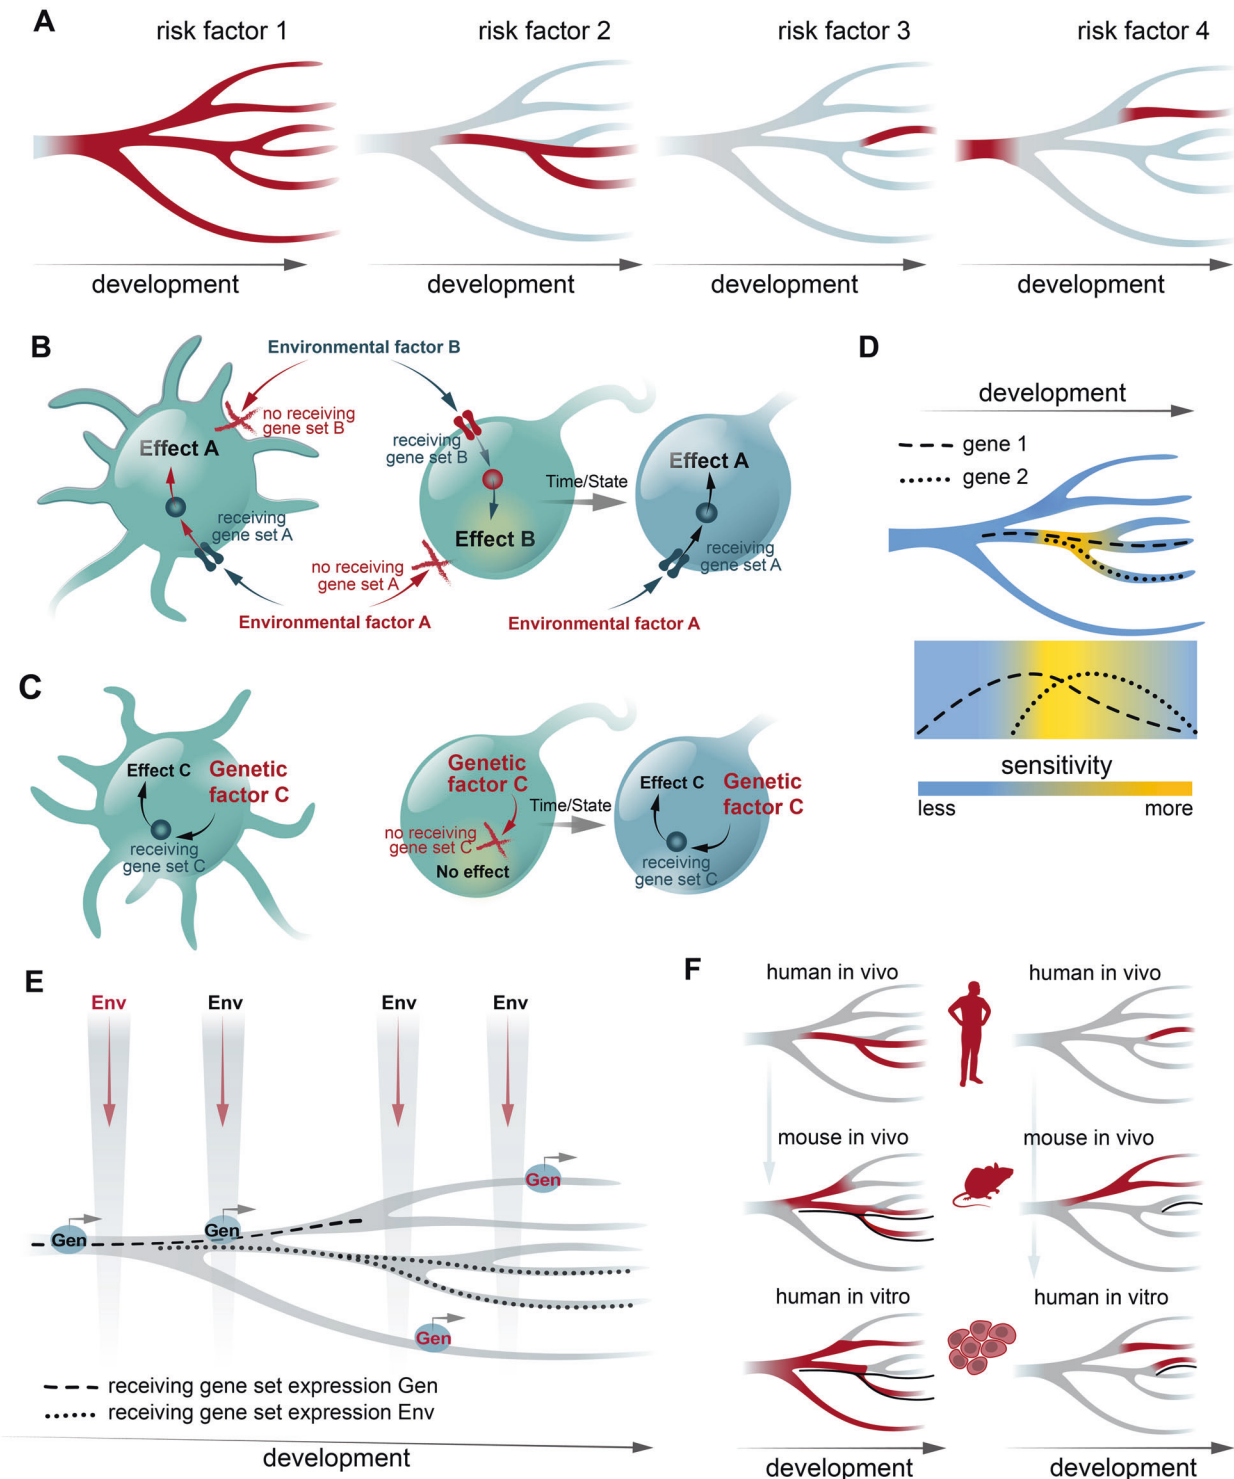 A
risk factor 1
risk factor 2
risk factor 3
risk factor 4
development
development
development
development
B
Environmental factor B
no receiving
gene set B
Effect A
receiving
gene set A
receiving
gene set B
Effect B
no receiving
gene set A
Time/State
Effect A
receiving
gene set A
Environmental factor A
Environmental factor A
C
Effect C
Genetic
factor C
receiving
gene set C
Genetic
factor C
no receiving
gene set C
No effect
Time/State
Effect C
Genetic
factor C
receiving
gene set C
D
development
gene 1
gene 2
sensitivity
less
more
E
Env
Env
Env
Env
Gen
Gen
Gen
Gen
receiving gene set expression Gen
receiving gene set expression Env
development
F
human in vivo
human in vivo
mouse in vivo
mouse in vivo
human in vitro
human in vitro
development
development